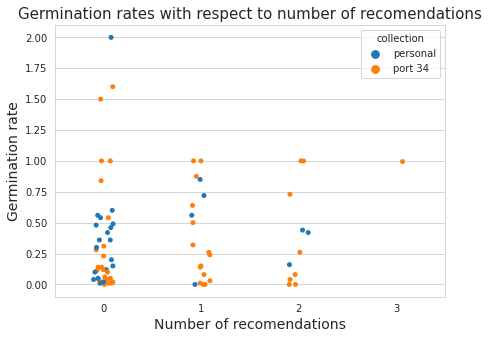 Germination rates with respect to number of recomendations
collection
personal
port 34
2.00
1.75
1.50
1.25
1.00
0.75
0.50
0.25
0.00
Germination rate
0 1 2 3
Number of recomendations